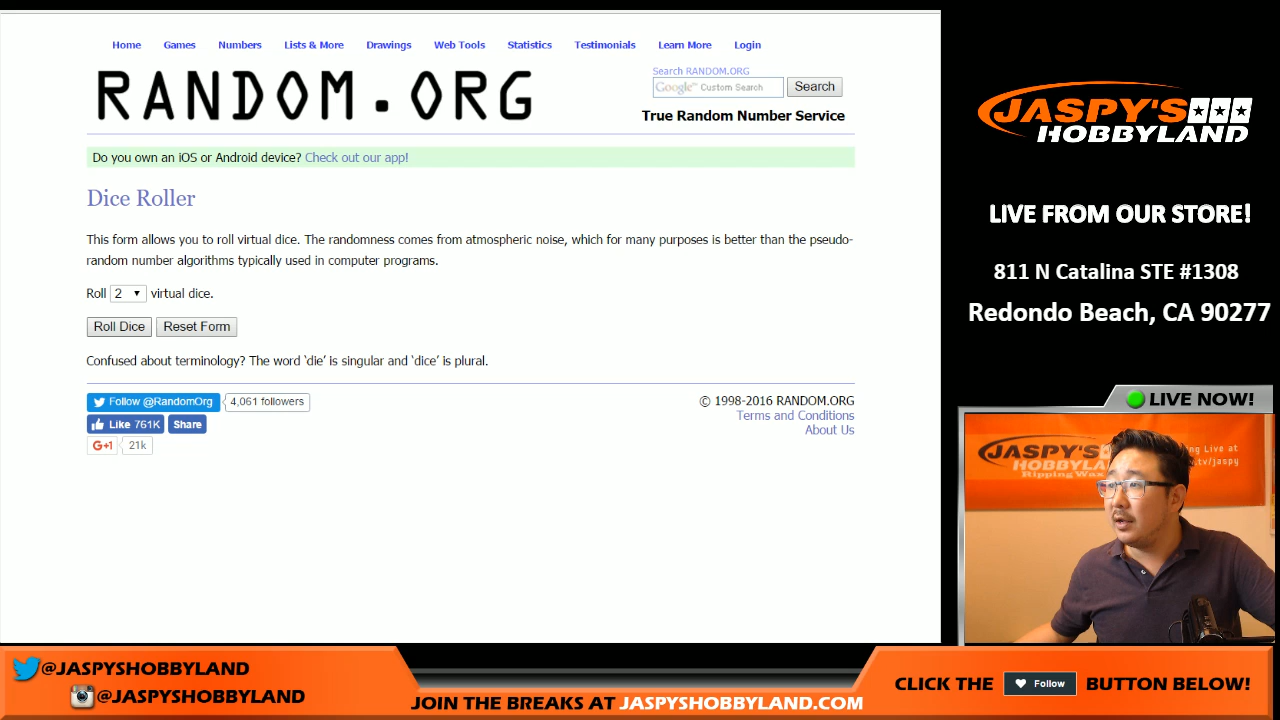 Home Games Numbers Lists & More Drawings Web Tools Statistics Testimonials Learn More Login
RANDOM.ORG
Search RANDOM.ORG
Google™ Custom Search Search
True Random Number Service
Do you own an iOS or Android device? Check out our app!
Dice Roller
This form allows you to roll virtual dice. The randomness comes from atmospheric noise, which for many purposes is better than the pseudo-
random number algorithms typically used in computer programs.
Roll 2 virtual dice.
Roll Dice Reset Form
Confused about terminology? The word ‘die’ is singular and ‘dice’ is plural.
Follow @RandomOrg 4,061 followers
Like 761K Share
G+1 21k
© 1998-2016 RANDOM.ORG
Terms and Conditions
About Us
JASPY'S
HOBBYLAND
LIVE FROM OUR STORE!
811 N Catalina STE #1308
Redondo Beach, CA 90277
LIVE NOW!
JASPY'S
HOBBYLAND
Ripping Wax
ng Live at
.tv/jaspy
@JASPYSHOBBYLAND
@JASPYSHOBBYLAND
JOIN THE BREAKS AT JASPYSHOBBYLAND.COM
CLICK THE Follow BUTTON BELOW!